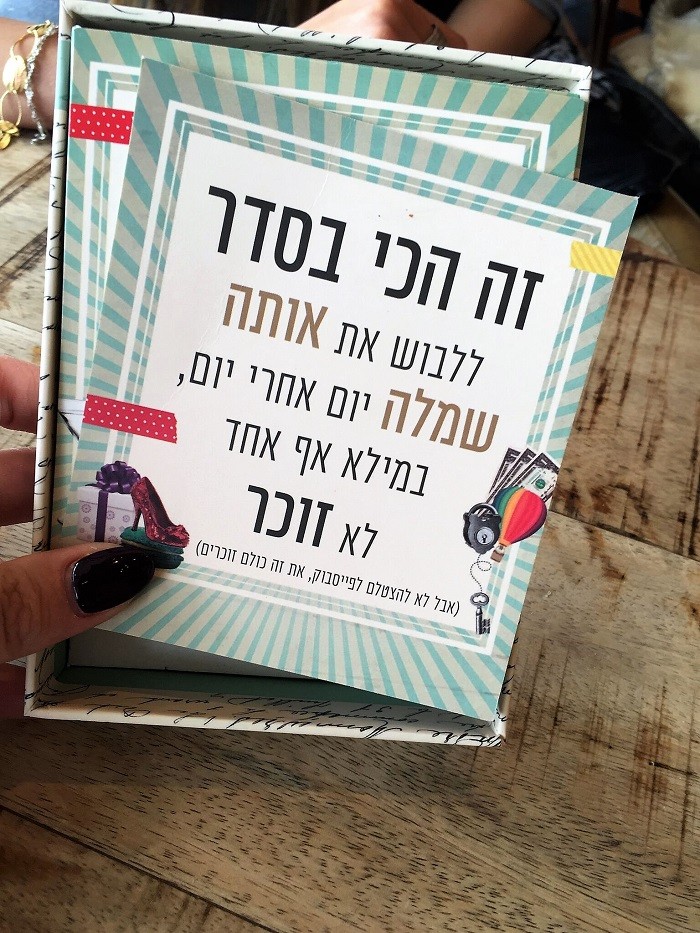 זה הכי בסדר
ללבוש את אותה
שמלה יום אחרי יום,
במילא אף אחד
לא זוכר
(אבל לא להצטלם לפייסבוק, את זה כולם זוכרים)